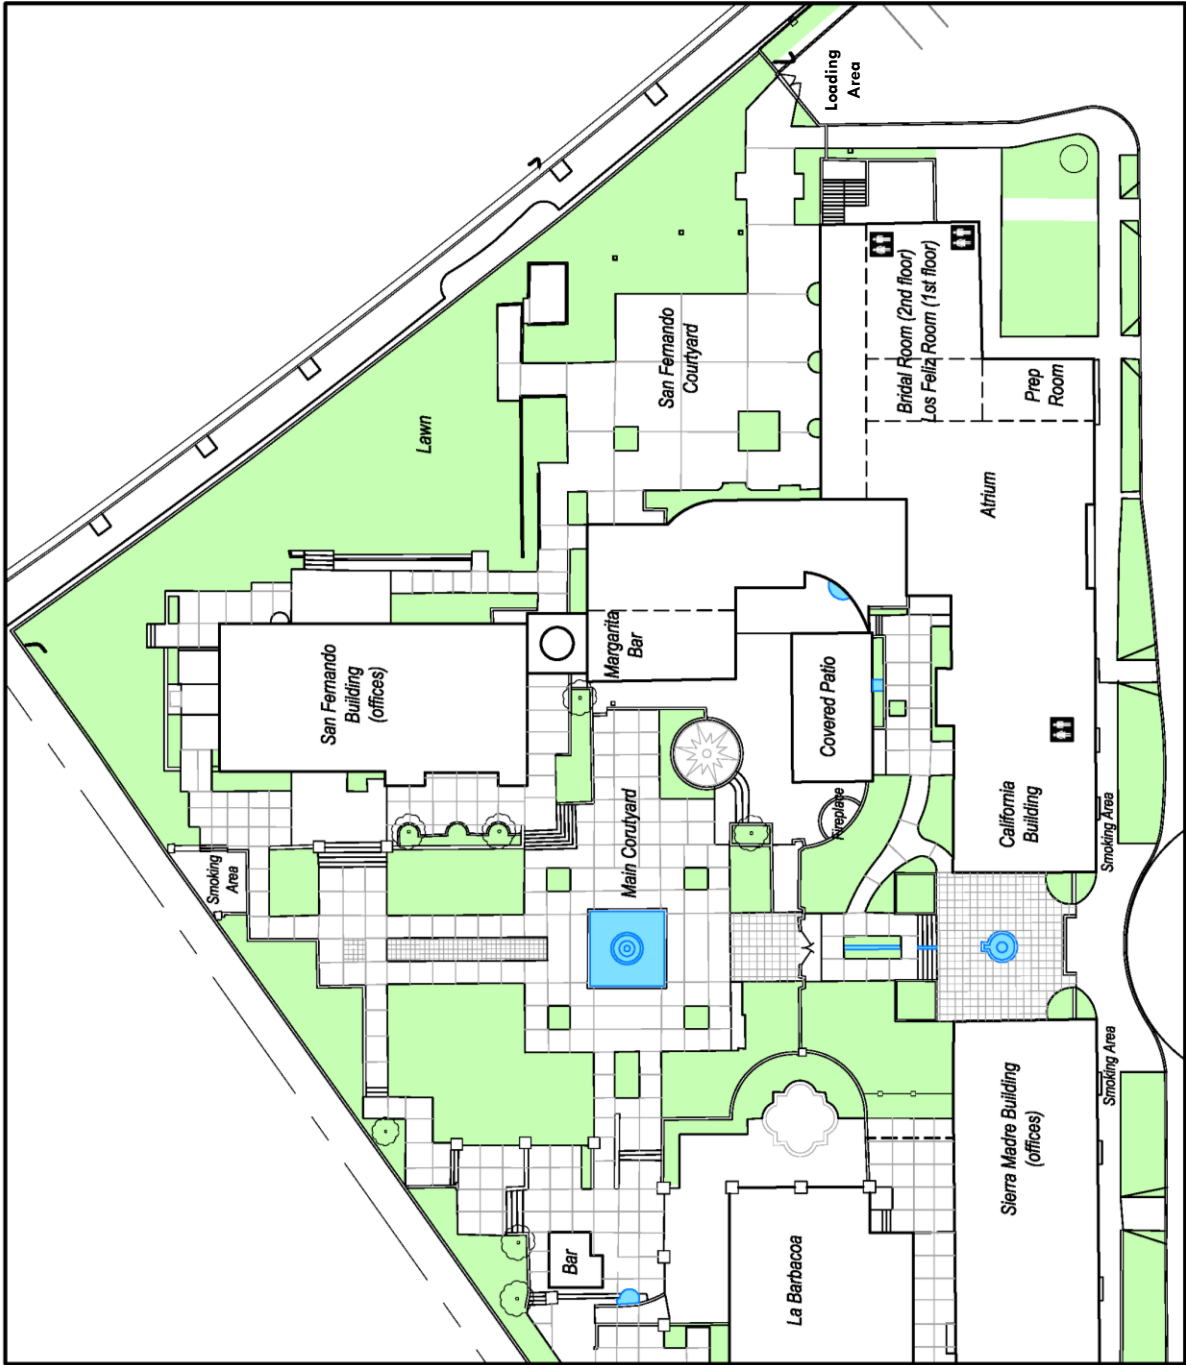 Loading
Area
Bridal Room (2nd floor)
Los Feliz Room (1st floor)
San Fernando
Courtyard
Prep
Room
Lawn
Atrium
Margarita
Bar
San Fernando
Building
(offices)
Covered Patio
Fireplace
California
Building
Smoking Area
Main Corutyard
Smoking
Area
Smoking Area
Sierra Madre Building
(offices)
Bar
La Barbacoa